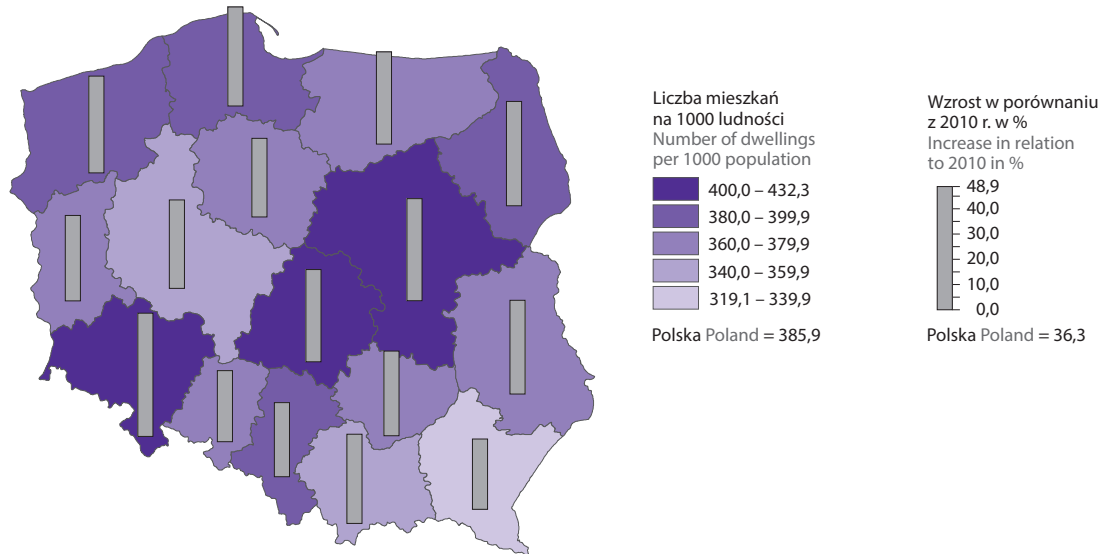 Liczba mieszkań
na 1000 ludności
Number of dwellings
per 1000 population
400,0 – 432,3
380,0 – 399,9
360,0 – 379,9
340,0 – 359,9
319,1 – 339,9
Polska Poland = 385,9
Wzrost w porównaniu
z 2010 r. w %
Increase in relation
to 2010 in %
48,9
40,0
30,0
20,0
10,0
0,0
Polska Poland = 36,3